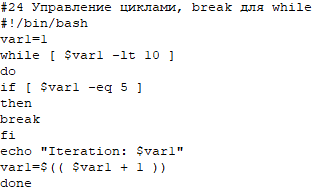 #24 Управление циклами, break для while
#!/bin/bash
var1=1
while [ $var1 -lt 10 ]
do
if [ $var1 -eq 5 ]
then
break
fi
echo "Iteration: $var1"
var1=$(( $var1 + 1 ))
done